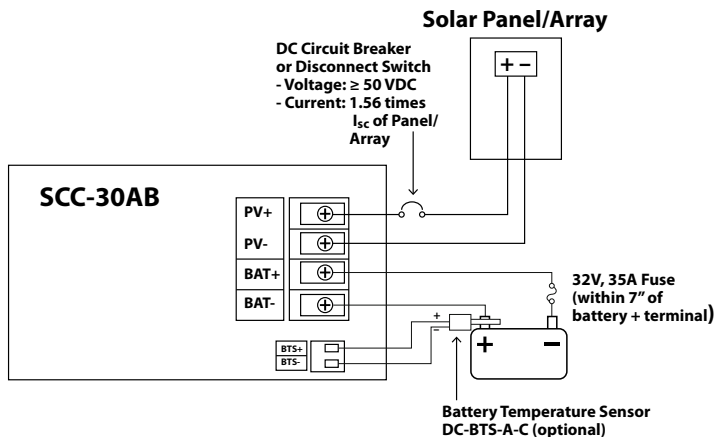 Solar Panel/Array
DC Circuit Breaker
or Disconnect Switch
- Voltage: ≥ 50 VDC
- Current: 1.56 times
Isc of Panel/
Array
+ −
SCC-30AB
PV+
PV-
BAT+
BAT-
BTS+
BTS-
+
−
32V, 35A Fuse
(within 7" of
battery + terminal)
+ −
Battery Temperature Sensor
DC-BTS-A-C (optional)